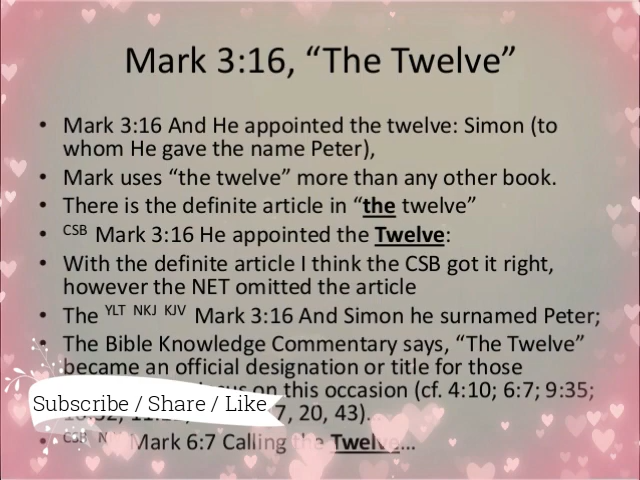 Mark 3:16, “The Twelve”
• Mark 3:16 And He appointed the twelve: Simon (to
whom He gave the name Peter),
• Mark uses “the twelve” more than any other book.
• There is the definite article in “the twelve”
• CSB Mark 3:16 He appointed the Twelve:
• With the definite article I think the CSB got it right,
however the NET omitted the article
• The YLT NKJ KJV Mark 3:16 And Simon he surnamed Peter;
• The Bible Knowledge Commentary says, “The Twelve”
became an official designation or title for those
on this occasion (cf. 4:10; 6:7; 9:35;
Subscribe / Share / Like
7, 20, 43).
• CSB Mark 6:7 Calling the Twelve...